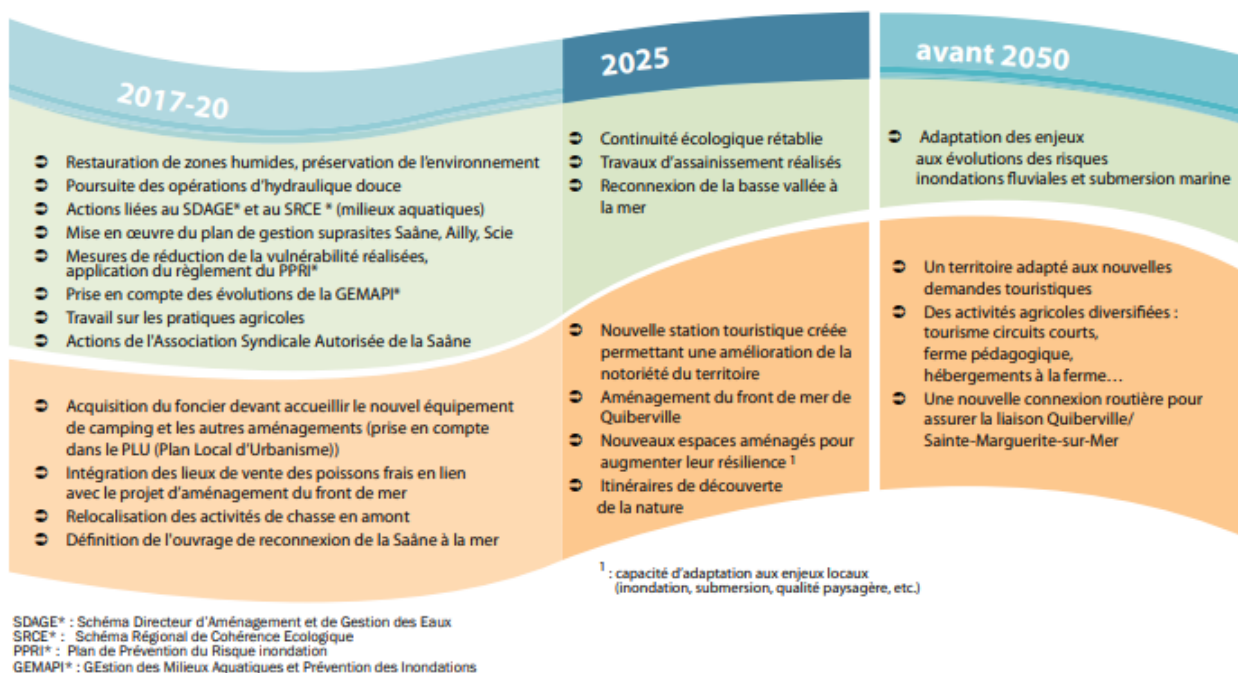 2017-20
Restauration de zones humides, préservation de l'environnement
Poursuite des opérations d'hydraulique douce
Actions liées au SDAGE* et au SRCE * (milieux aquatiques)
Mise en œuvre du plan de gestion suprasites Saâne, Ailly, Scie
Mesures de réduction de la vulnérabilité réalisées,
application du règlement du PPRI*
Prise en compte des évolutions de la GEMAPI*
Travail sur les pratiques agricoles
Actions de l'Association Syndicale Autorisée de la Saâne
Acquisition du foncier devant accueillir le nouvel équipement
de camping et les autres aménagements (prise en compte
dans le PLU (Plan Local d'Urbanisme))
Intégration des lieux de vente des poissons frais en lien
avec le projet d'aménagement du front de mer
Relocalisation des activités de chasse en amont
Définition de l'ouvrage de reconnexion de la Saâne à la mer
2025
Continuité écologique rétablie
Travaux d'assainissement réalisés
Reconnexion de la basse vallée à
la mer
Nouvelle station touristique créée
permettant une amélioration de la
notoriété du territoire
Aménagement du front de mer de
Quiberville
Nouveaux espaces aménagés pour
augmenter leur résilience 1
Itinéraires de découverte
de la nature
avant 2050
Adaptation des enjeux
aux évolutions des risques
inondations fluviales et submersion marine
Un territoire adapté aux nouvelles
demandes touristiques
Des activités agricoles diversifiées :
tourisme circuits courts,
ferme pédagogique,
hébergements à la ferme…
Une nouvelle connexion routière pour
assurer la liaison Quiberville/
Sainte-Marguerite-sur-Mer
1 : capacité d'adaptation aux enjeux locaux
(inondation, submersion, qualité paysagère, etc.)
SDAGE* : Schéma Directeur d'Aménagement et de Gestion des Eaux
SRCE* : Schéma Régional de Cohérence Ecologique
PPRI* : Plan de Prévention du Risque inondation
GEMAPI* : GEstion des Milieux Aquatiques et Prévention des Inondations